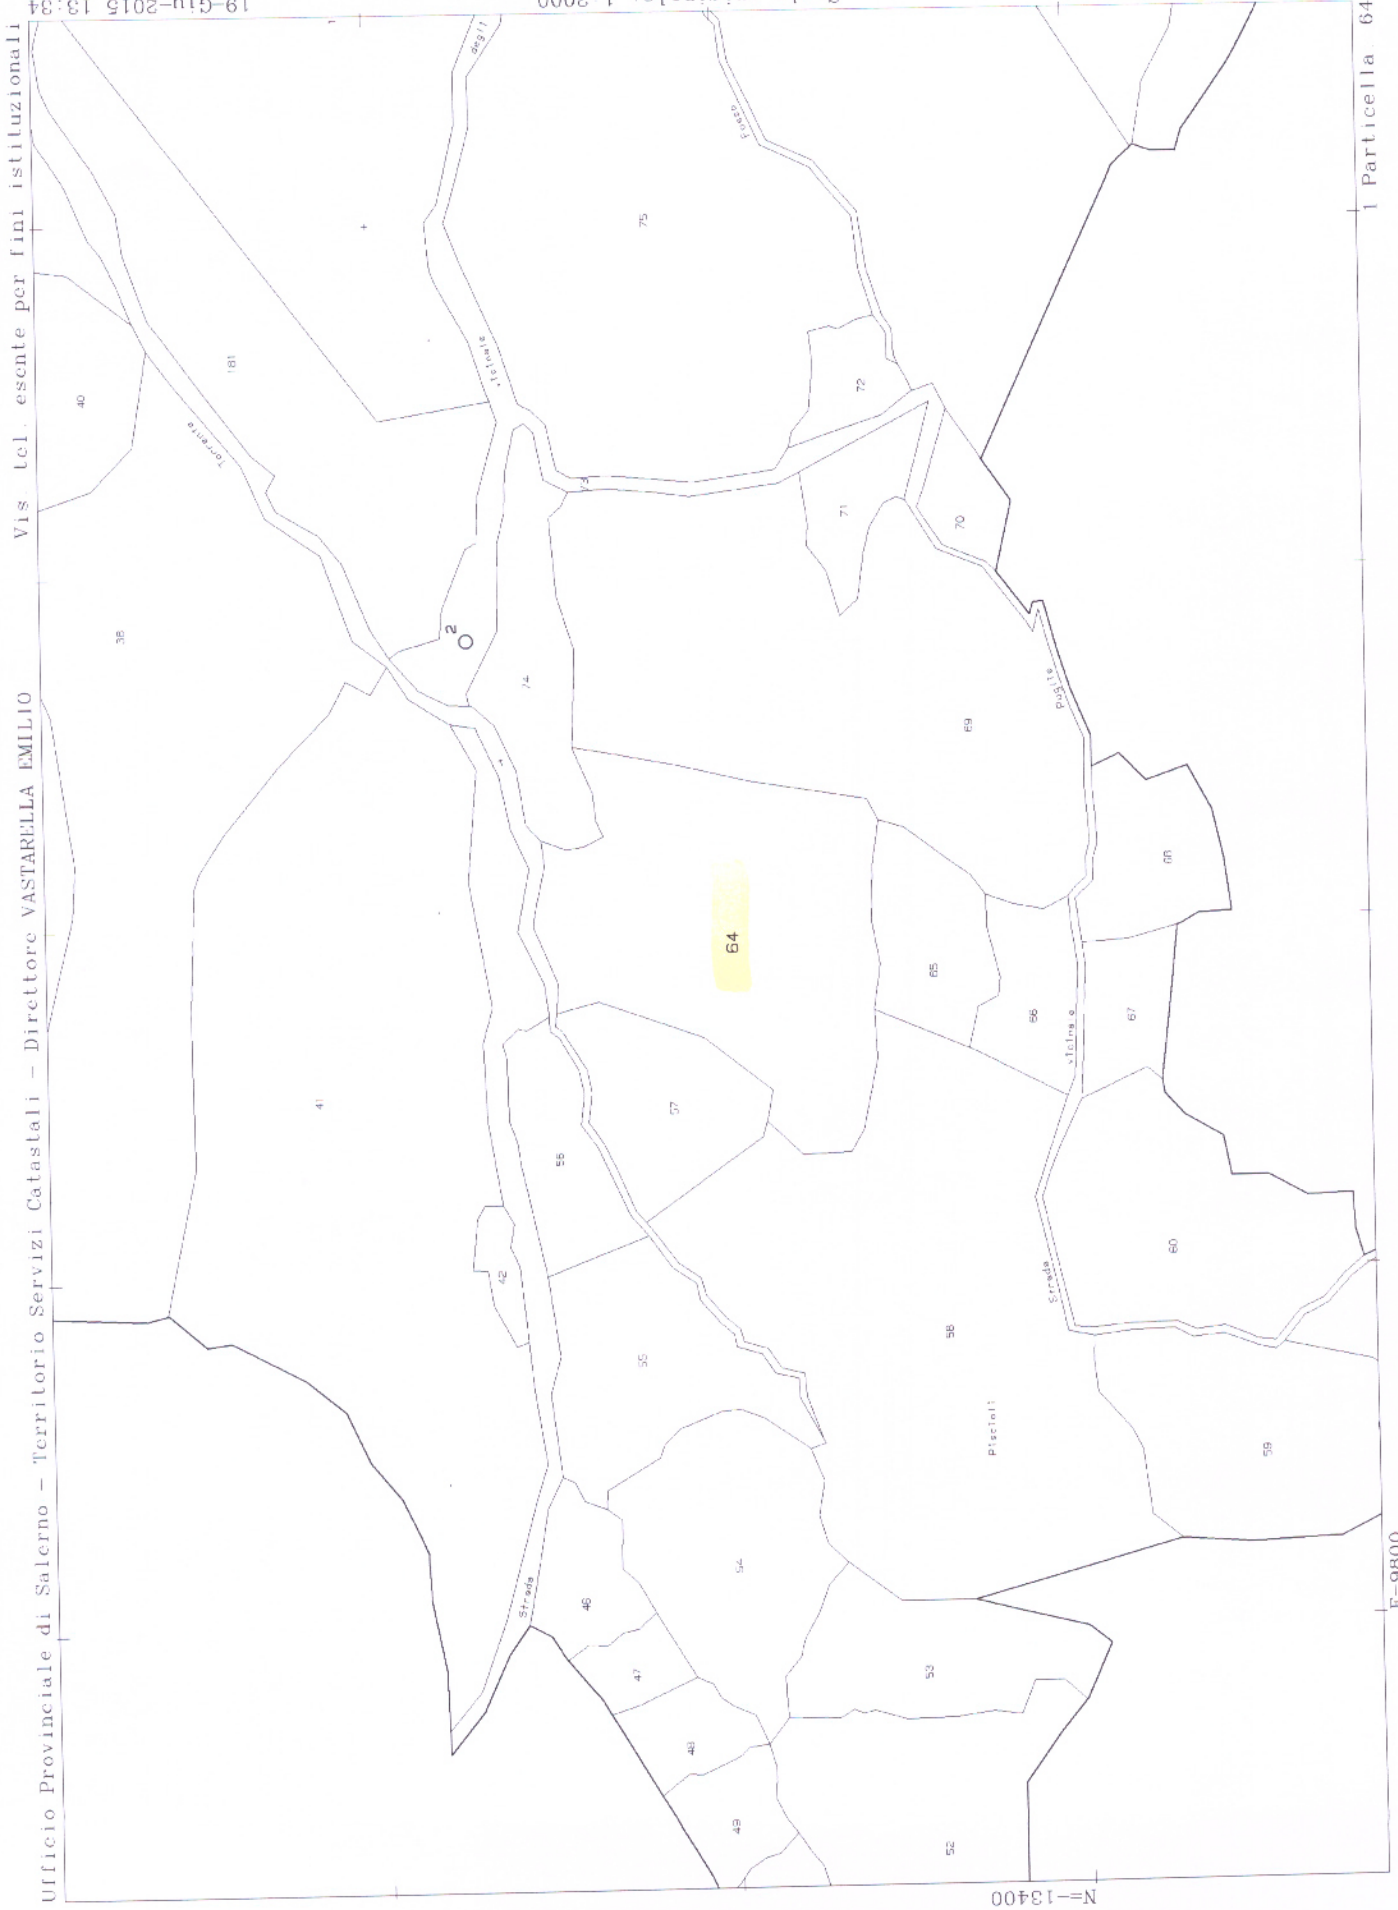 Ufficio Provinciale di Salerno - Territorio Servizi Catastali - Direttore VASTARELLA EMILIO
Vis. tel. esente per fini istituzionali
19-Giu-2015 13:34
1 Particella: 64
E=-9800
N=-13400
38
40
181
Torrente
41
42
2
74
73
vicinale
degli
75
Fosso
72
71
70
69
Puglie
68
64
65
66
67
vicinale
57
56
55
58
Piscioli
Strada
60
59
54
53
52
Strada
46
47
48
49